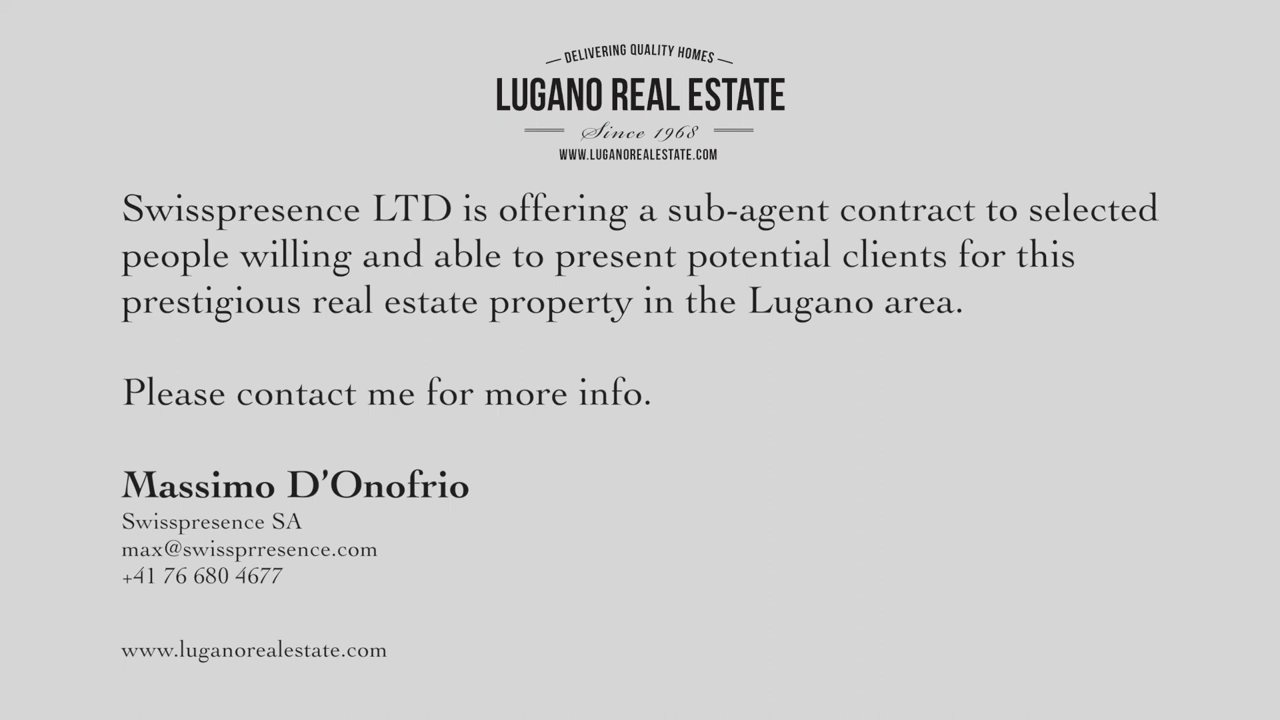 DELIVERING QUALITY HOMES
LUGANO REAL ESTATE
Since 1968
WWW.LUGANOREALESTATE.COM
Swisspresence LTD is offering a sub-agent contract to selected
people willing and able to present potential clients for this
prestigious real estate property in the Lugano area.
Please contact me for more info.
Massimo D'Onofrio
Swisspresence SA
max@swissprresence.com
+41 76 680 4677
www.luganorealestate.com